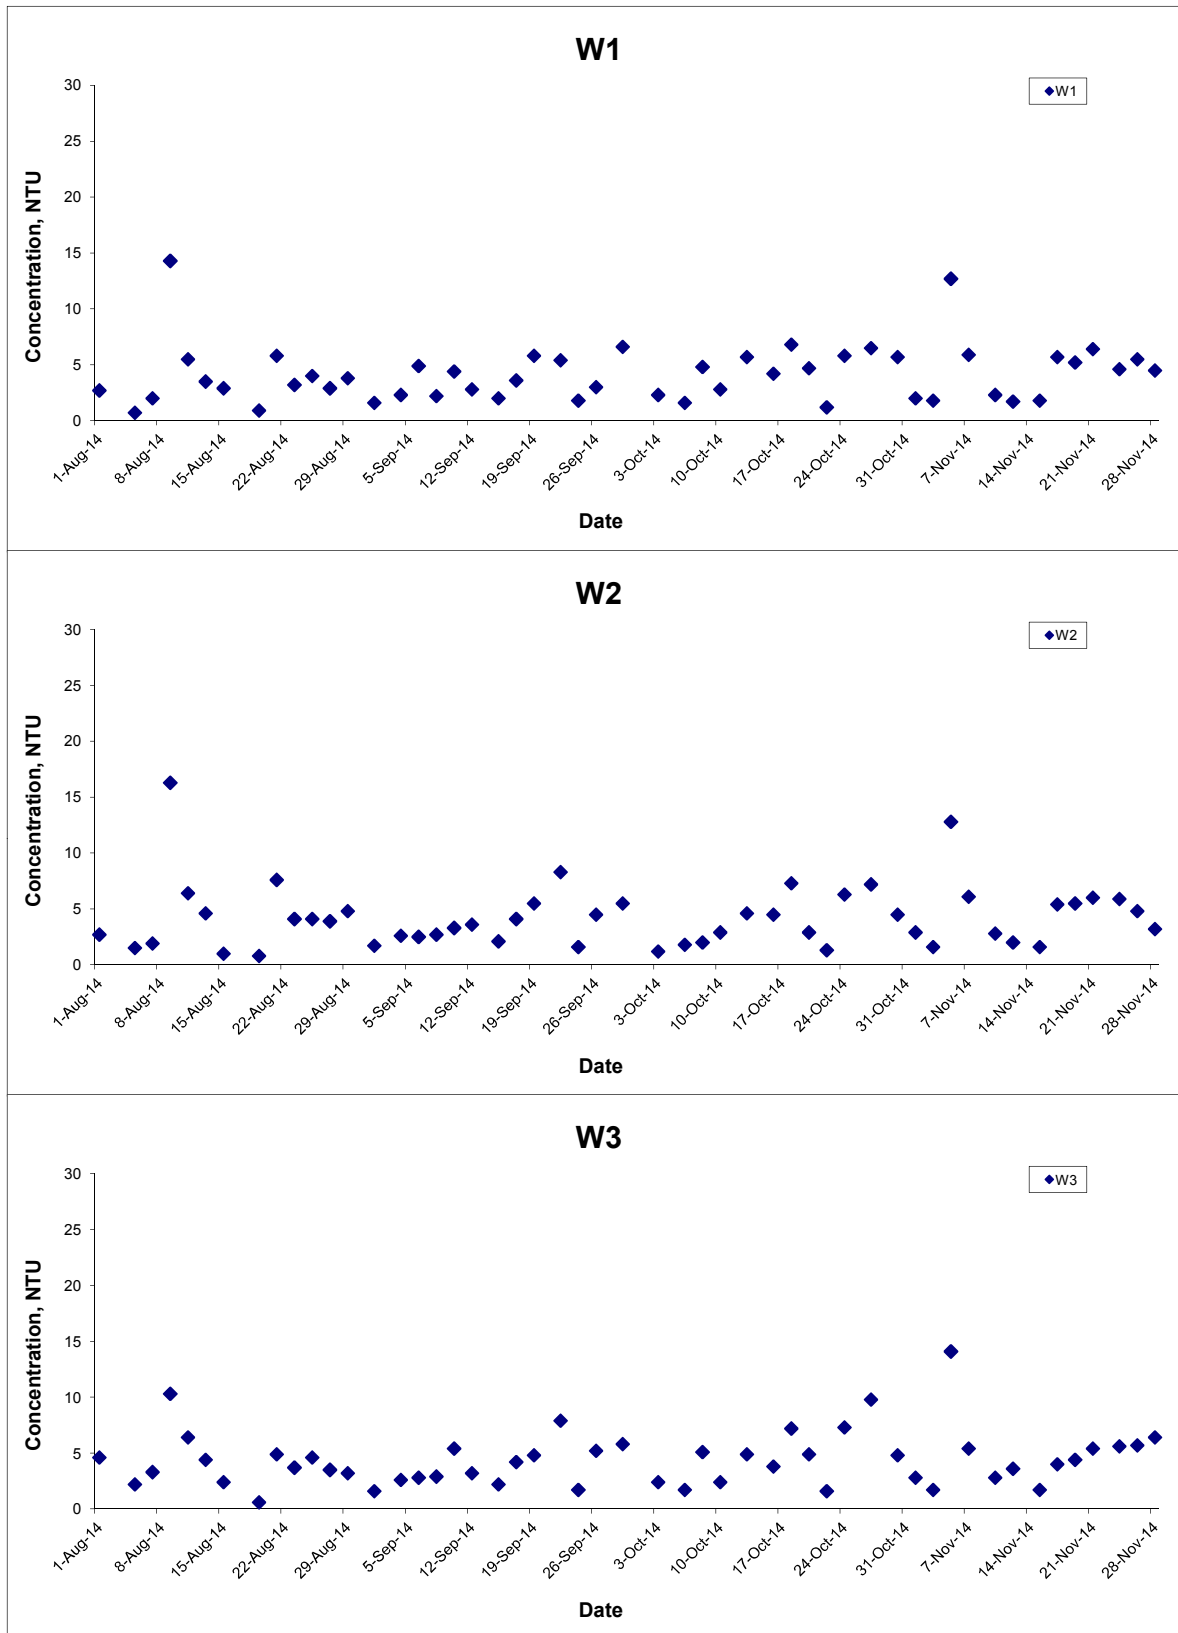 W1
W1
30
25
20
15
10
5
0
Concentration, NTU
1-Aug-14
8-Aug-14
15-Aug-14
22-Aug-14
29-Aug-14
5-Sep-14
12-Sep-14
19-Sep-14
26-Sep-14
3-Oct-14
10-Oct-14
17-Oct-14
24-Oct-14
31-Oct-14
7-Nov-14
14-Nov-14
21-Nov-14
28-Nov-14
Date
W2
W2
30
25
20
15
10
5
0
Concentration, NTU
1-Aug-14
8-Aug-14
15-Aug-14
22-Aug-14
29-Aug-14
5-Sep-14
12-Sep-14
19-Sep-14
26-Sep-14
3-Oct-14
10-Oct-14
17-Oct-14
24-Oct-14
31-Oct-14
7-Nov-14
14-Nov-14
21-Nov-14
28-Nov-14
Date
W3
W3
30
25
20
15
10
5
0
Concentration, NTU
1-Aug-14
8-Aug-14
15-Aug-14
22-Aug-14
29-Aug-14
5-Sep-14
12-Sep-14
19-Sep-14
26-Sep-14
3-Oct-14
10-Oct-14
17-Oct-14
24-Oct-14
31-Oct-14
7-Nov-14
14-Nov-14
21-Nov-14
28-Nov-14
Date